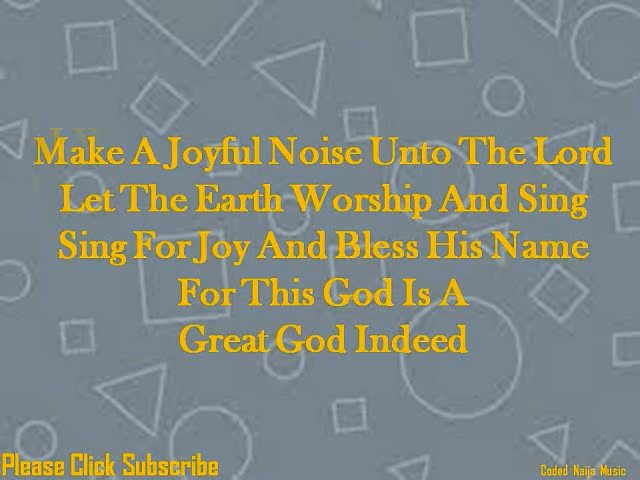 Make A Joyful Noise Unto The Lord
Let The Earth Worship And Sing
Sing For Joy And Bless His Name
For This God Is A
Great God Indeed
Please Click Subscribe
Coded Naija Music